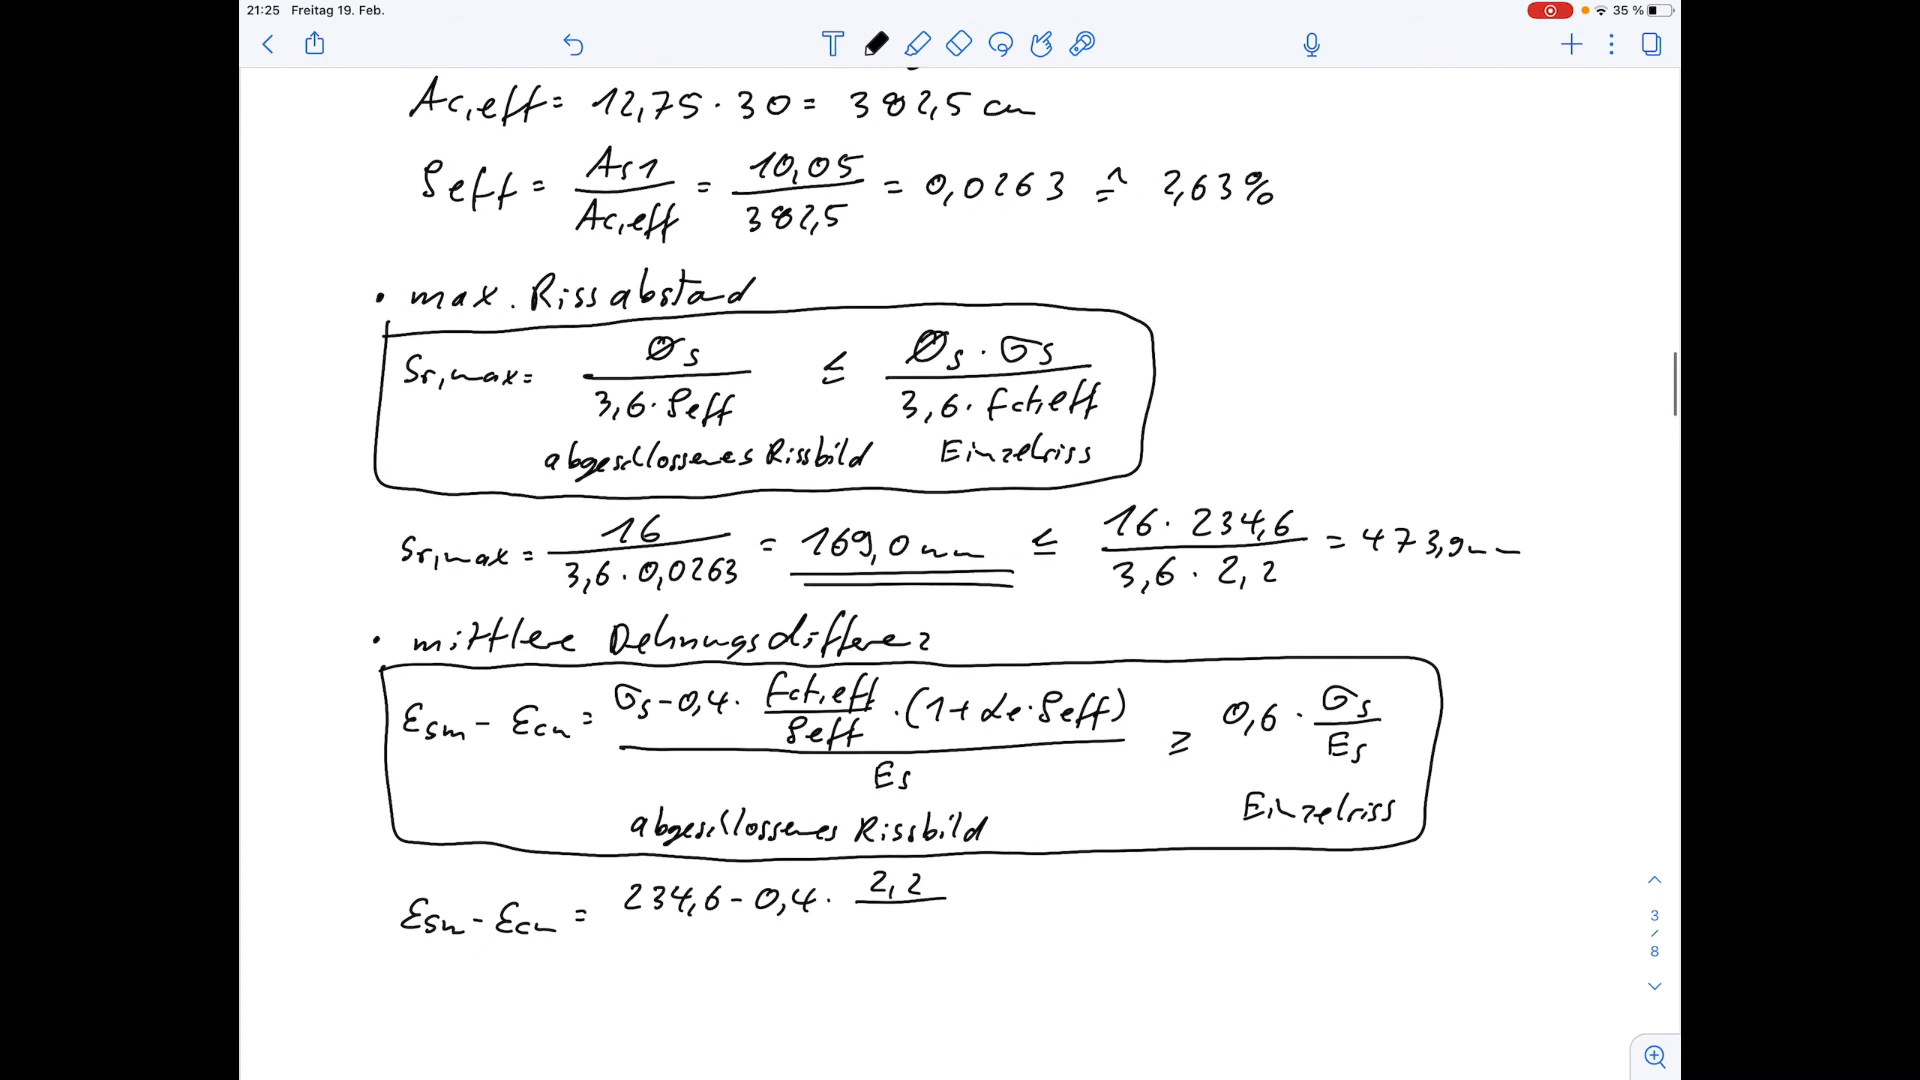 21:25 Freitag 19. Feb. 35 %
Ac,eff = 12,75 · 30 = 382,5 cm
ρeff = As1 / Ac,eff = 10,05 / 382,5 = 0,0263 ≙ 2,63%
• max. Rissabstand
Sr,max = Øs / 3,6 · ρeff ≤ Øs · σs / 3,6 · fct,eff
abgeschlossenes Rissbild Einzelriss
Sr,max = 16 / 3,6 · 0,0263 = 169,0 mm ≤ 16 · 234,6 / 3,6 · 2,2 = 473,9 mm
• mittlere Dehnungsdifferenz
εsm - εcm = σs - 0,4 · fct,eff / ρeff · (1 + αe · ρeff) / Es ≥ 0,6 · σs / Es
abgeschlossenes Rissbild Einzelriss
εsm - εcm = 234,6 - 0,4 · 2,2
3
/
8